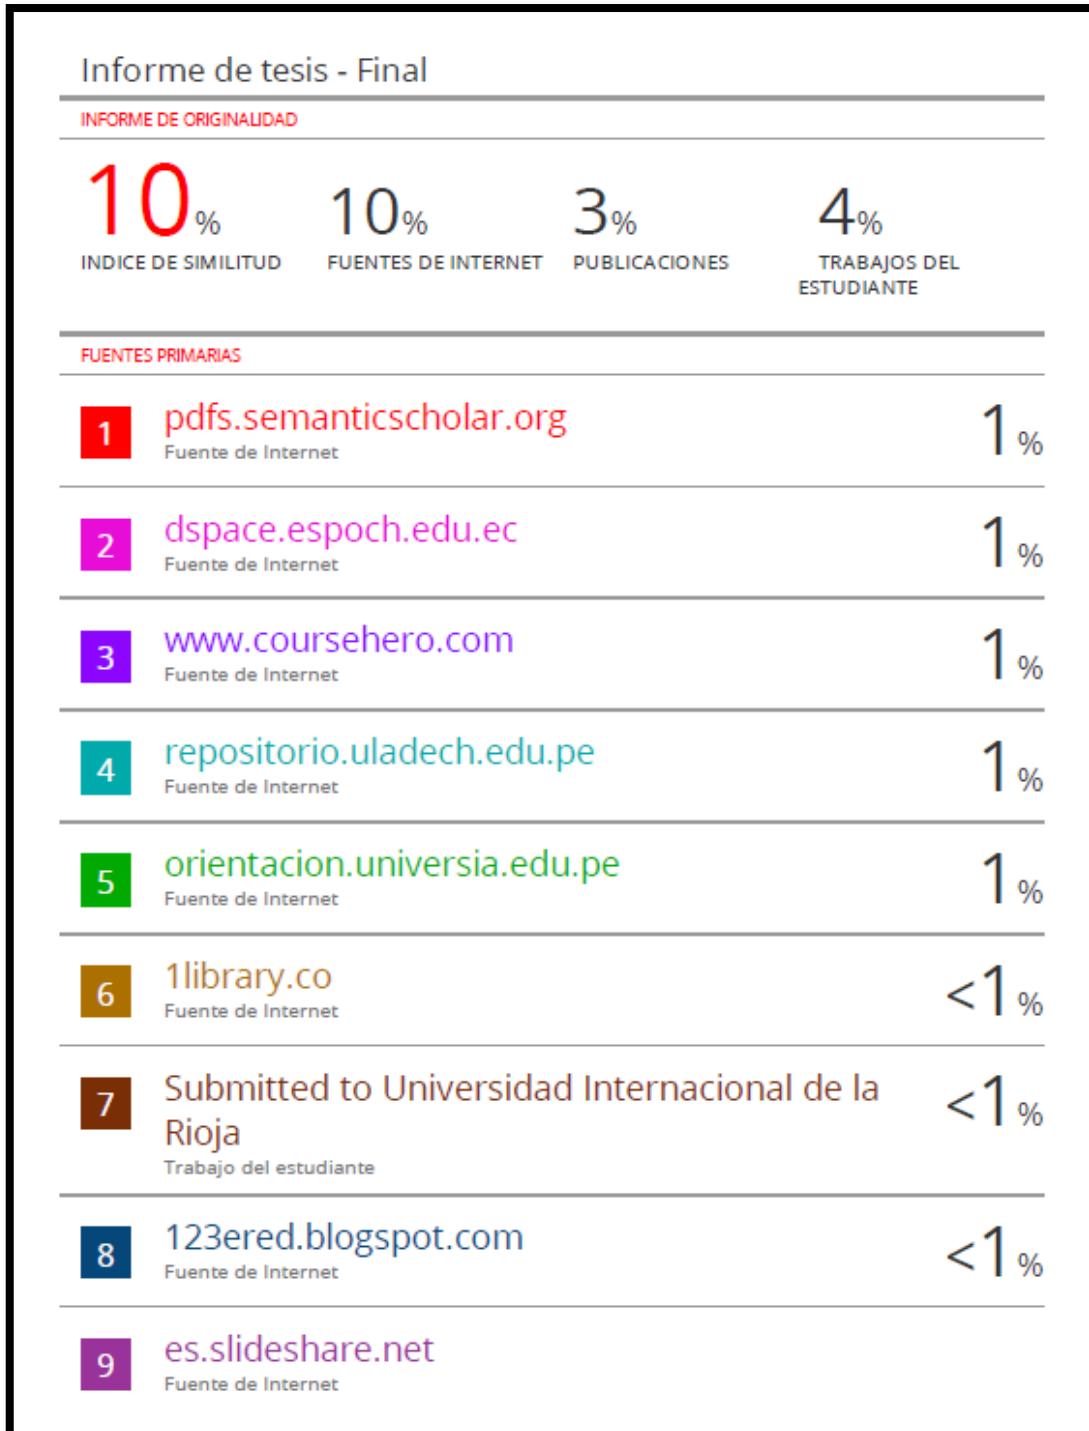 Informe de tesis - Final
INFORME DE ORIGINALIDAD
10% 10% 3% 4%
INDICE DE SIMILITUD FUENTES DE INTERNET PUBLICACIONES TRABAJOS DEL
ESTUDIANTE
FUENTES PRIMARIAS
1 pdfs.semanticscholar.org 1%
Fuente de Internet
2 dspace.espoch.edu.ec 1%
Fuente de Internet
3 www.coursehero.com 1%
Fuente de Internet
4 repositorio.uladech.edu.pe 1%
Fuente de Internet
5 orientacion.universia.edu.pe 1%
Fuente de Internet
6 1library.co <1%
Fuente de Internet
7 Submitted to Universidad Internacional de la <1%
Rioja
Trabajo del estudiante
8 123ered.blogspot.com <1%
Fuente de Internet
9 es.slideshare.net
Fuente de Internet